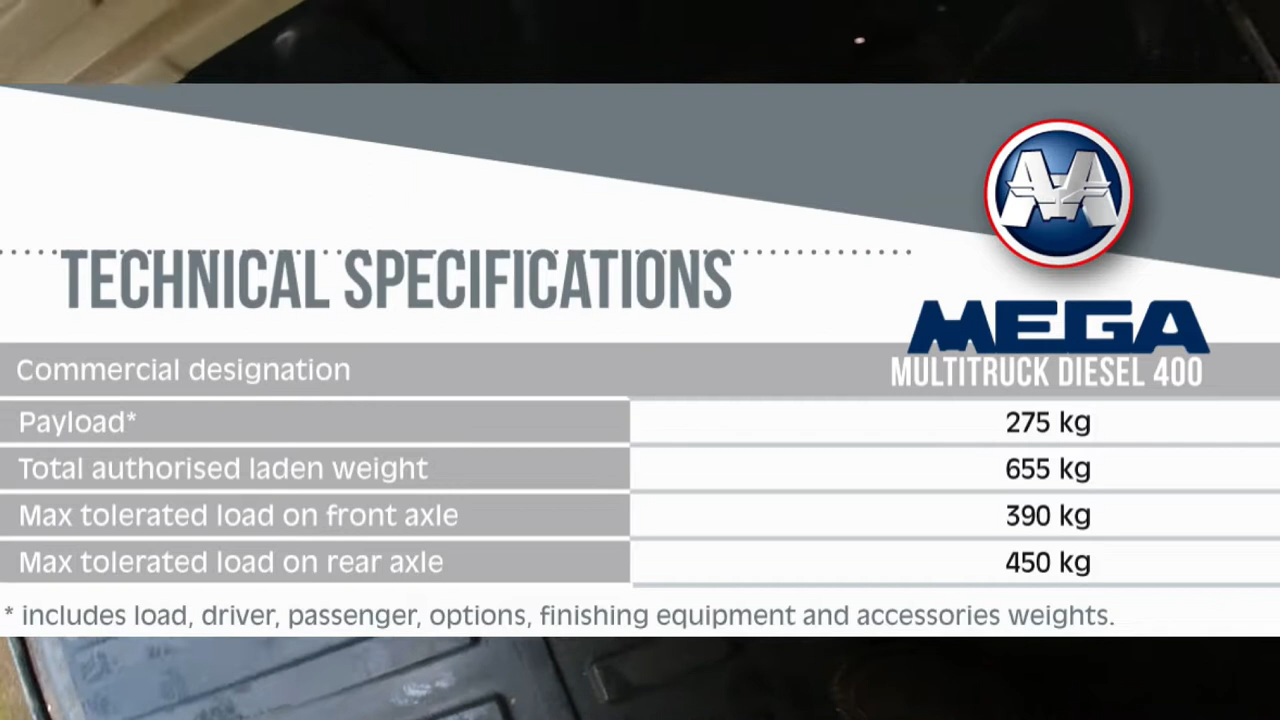 TECHNICAL SPECIFICATIONS
MEGA
Commercial designation MULTITRUCK DIESEL 400
Payload* 275 kg
Total authorised laden weight 655 kg
Max tolerated load on front axle 390 kg
Max tolerated load on rear axle 450 kg
* includes load, driver, passenger, options, finishing equipment and accessories weights.